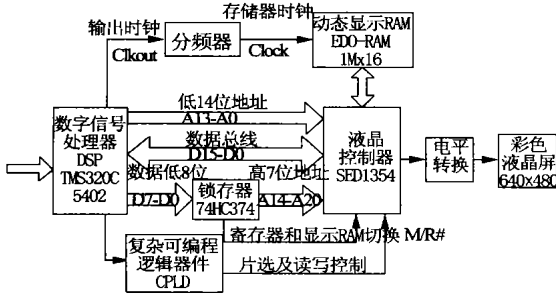 输出时钟
Clkout
分频器
存储器时钟
Clock
动态显示RAM
EDO-RAM
1M×16
数字信号
处理器
DSP
TMS320C
5402
低14位地址
A13-A0
数据总线
D15-D0
数据低8位
D7-D0
锁存器
74HC374
高7位地址
A14-A20
液晶
控制器
SED1354
电平
转换
彩色
液晶屏
640×480
寄存器和显示RAM切换 M/R#
复杂可编程
逻辑器件
CPLD
片选及读写控制